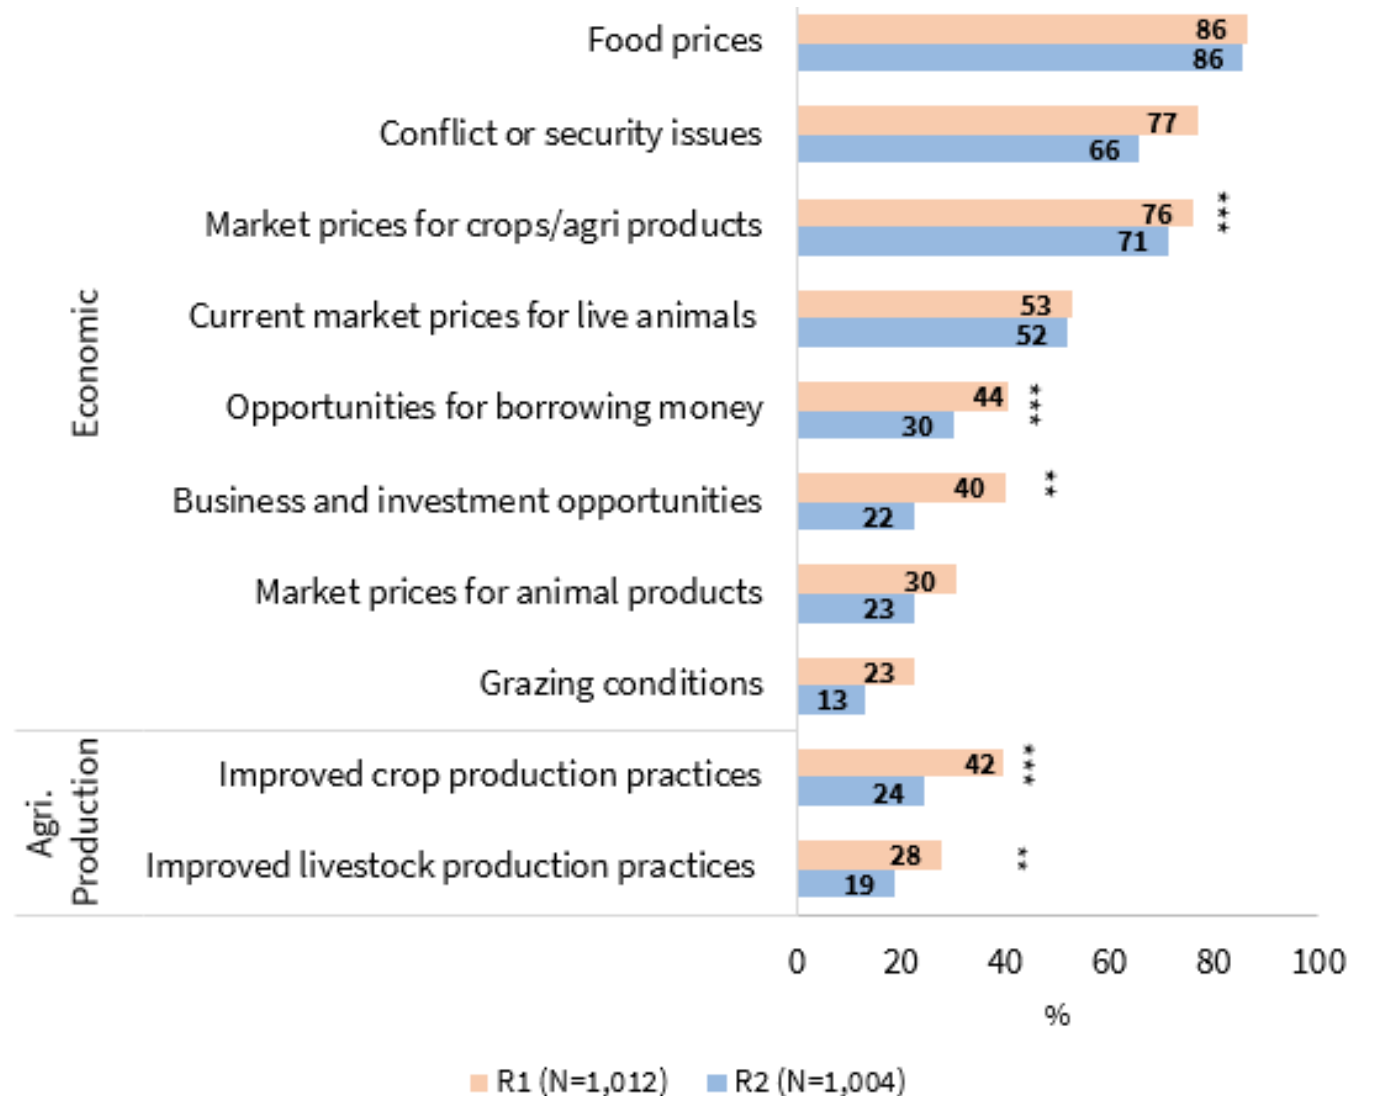 Food prices
86
86
Conflict or security issues
77
66
Market prices for crops/agri products
76
71
***
Economic
Current market prices for live animals
53
52
Opportunities for borrowing money
44
30
***
Business and investment opportunities
40
22
**
Market prices for animal products
30
23
Grazing conditions
23
13
Agri.
Production
Improved crop production practices
42
24
***
Improved livestock production practices
28
19
**
0 20 40 60 80 100
%
R1 (N=1,012) R2 (N=1,004)